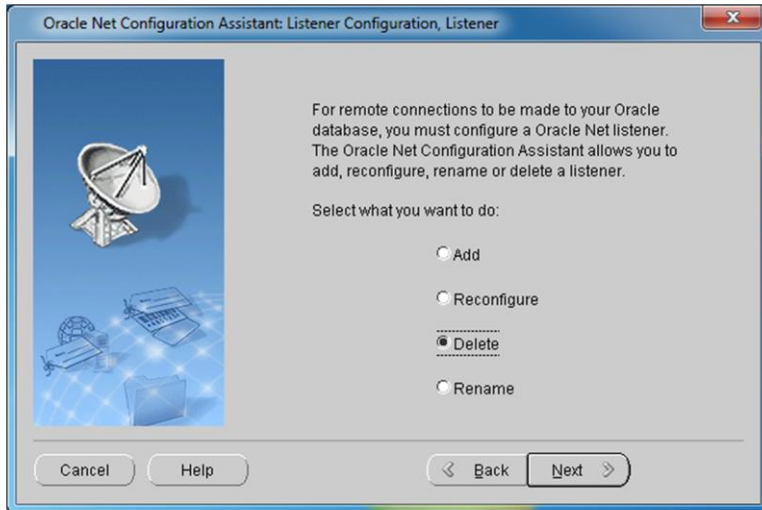 Oracle Net Configuration Assistant: Listener Configuration, Listener
For remote connections to be made to your Oracle
database, you must configure a Oracle Net listener.
The Oracle Net Configuration Assistant allows you to
add, reconfigure, rename or delete a listener.
Select what you want to do:
Add
Reconfigure
Delete
Rename
Cancel
Help
Back
Next